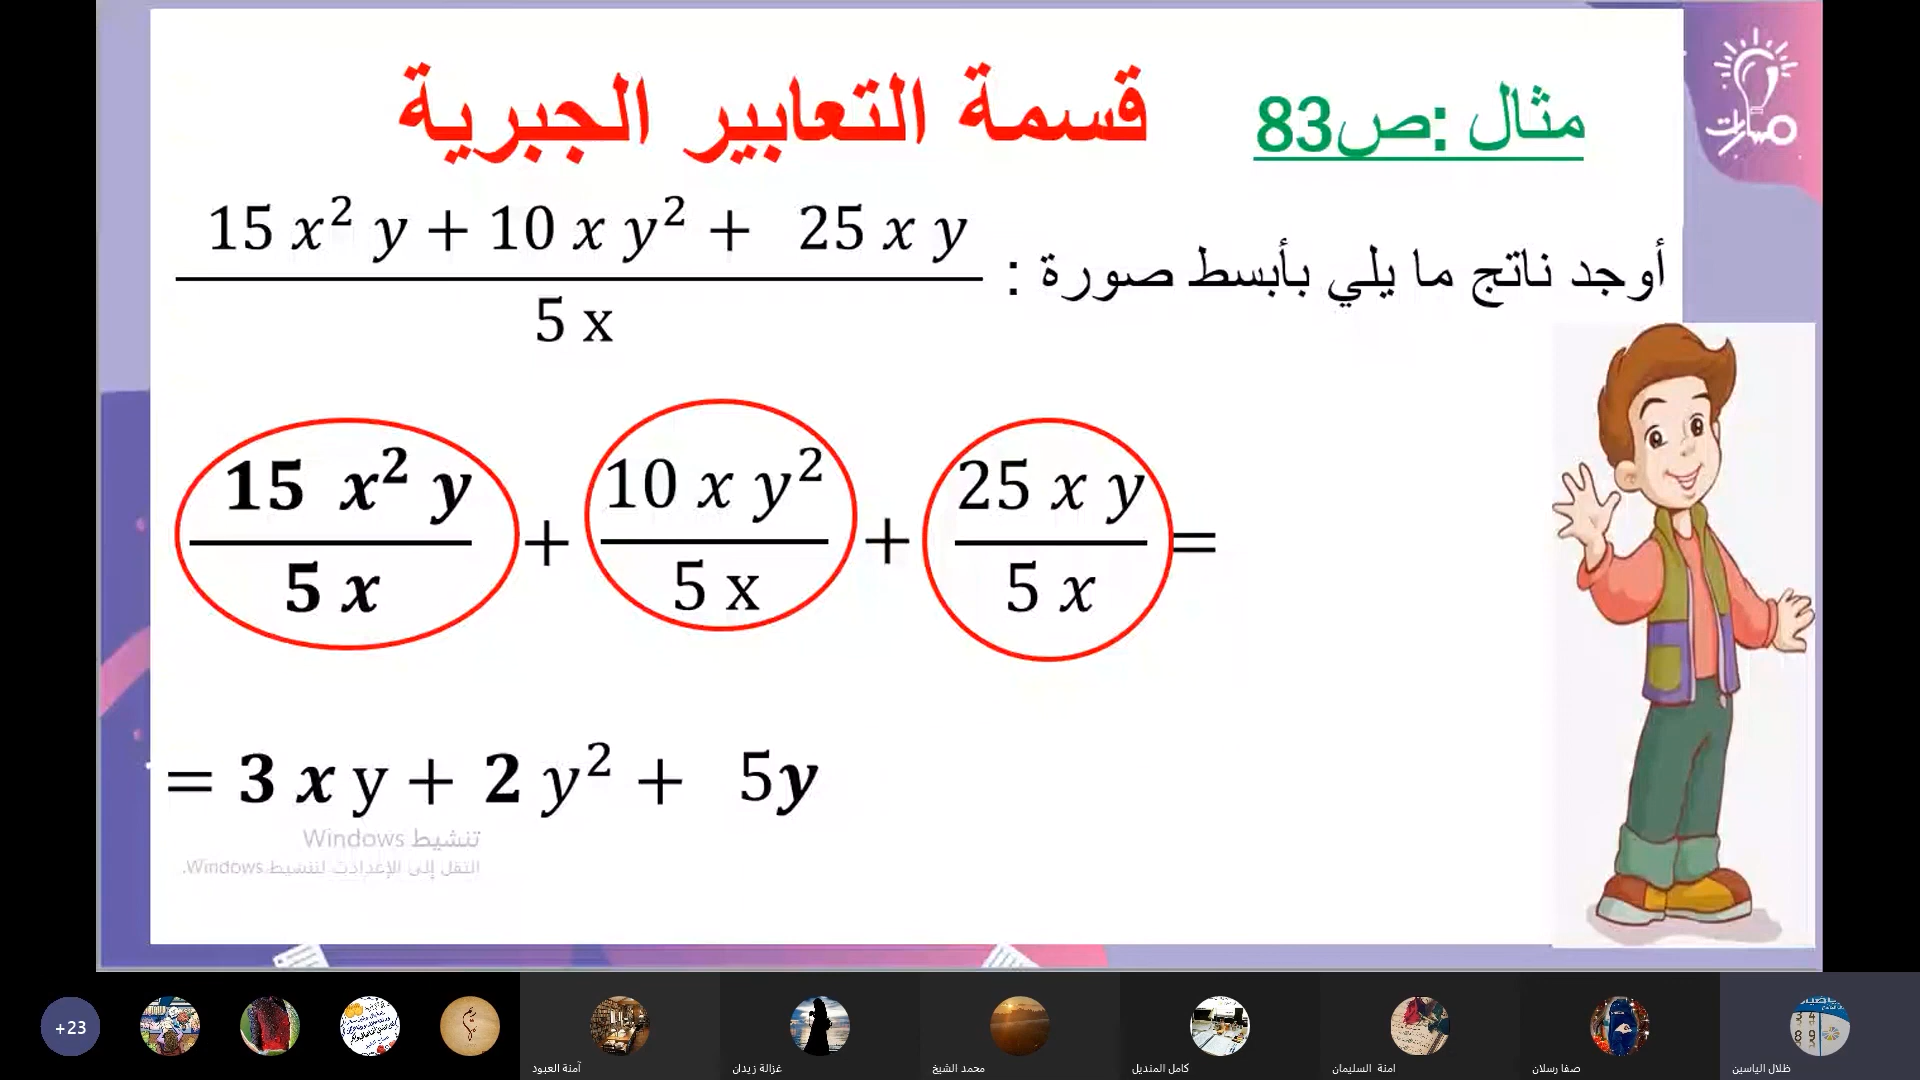 مسارات
مثال :ص83
قسمة التعابير الجبرية
أوجد ناتج ما يلي بأبسط صورة :
15 x² y + 10 x y² + 25 x y
5 x
15 x² y + 10 x y² + 25 x y =
5 x 5 x 5 x
= 3 x y + 2 y² + 5y
تنشيط Windows
انتقل إلى الإعدادات لتنشيط Windows.
+23
آمنة العبود
غزالة زيدان
محمد الشيخ
كامل المنديل
امنة السليمان
صفا رسلان
ظلال الياسين